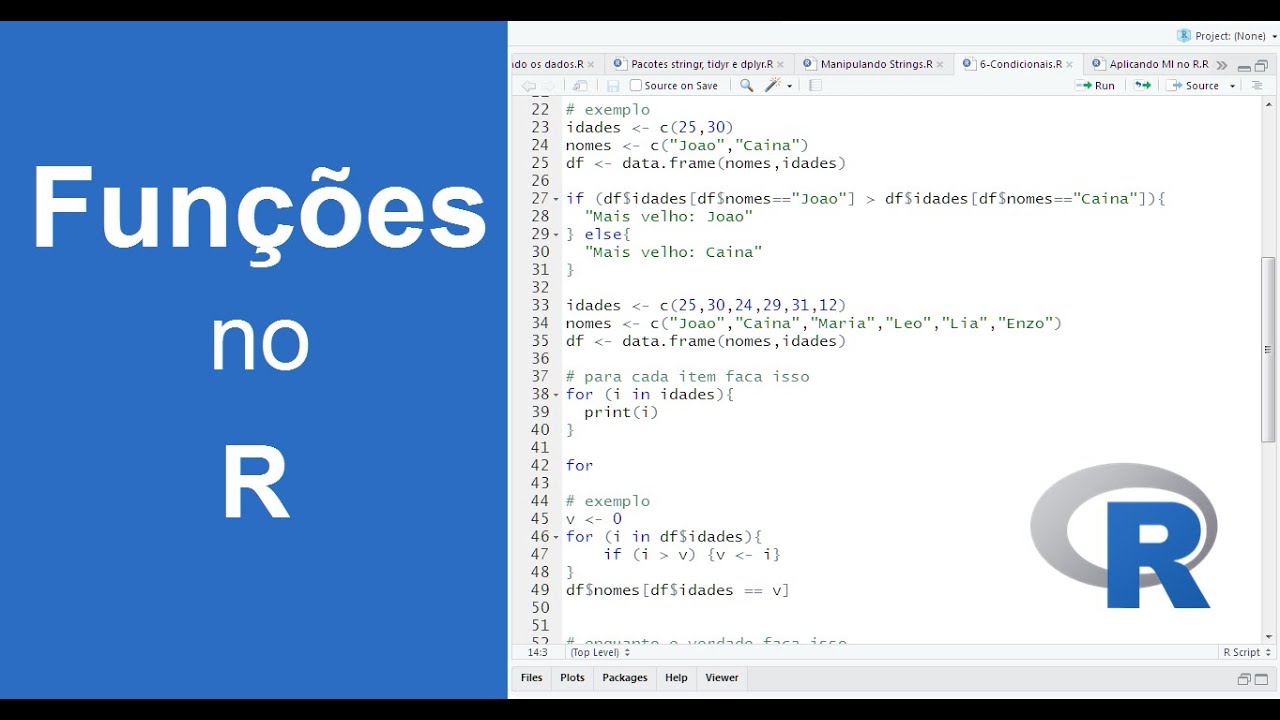 Funções
no
R
Project: (None)
ndo os dados.R
Pacotes stringr, tidyr e dplyr.R
Manipulando Strings.R
6-Condicionais.R
Aplicando MI no R.R
Source on Save
Run
Source
22 # exemplo
23 idades <- c(25,30)
24 nomes <- c("Joao","Caina")
25 df <- data.frame(nomes,idades)
26
27 if (df$idades[df$nomes=="Joao"] > df$idades[df$nomes=="Caina"]){
28   "Mais velho: Joao"
29 } else{
30   "Mais velho: Caina"
31 }
32
33 idades <- c(25,30,24,29,31,12)
34 nomes <- c("Joao","Caina","Maria","Leo","Lia","Enzo")
35 df <- data.frame(nomes,idades)
36
37 # para cada item faca isso
38 for (i in idades){
39   print(i)
40 }
41
42 for
43
44 # exemplo
45 v <- 0
46 for (i in df$idades){
47     if (i > v) {v <- i}
48 }
49 df$nomes[df$idades == v]
50
51
52 # enquanto e verdade faca isso
14:3
(Top Level)
R Script
Files
Plots
Packages
Help
Viewer
R